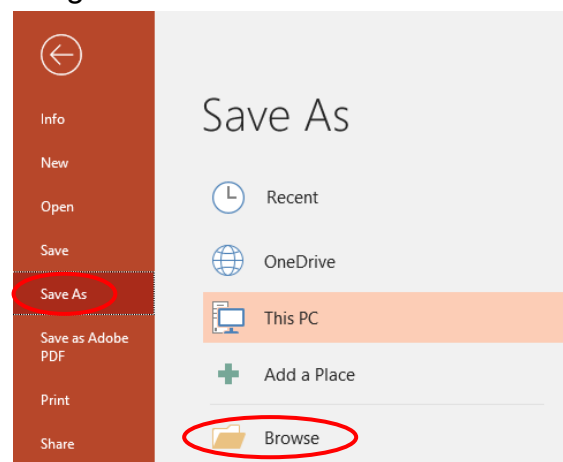 Info
New
Open
Save
Save As
Save as Adobe
PDF
Print
Share
Save As
Recent
OneDrive
This PC
Add a Place
Browse